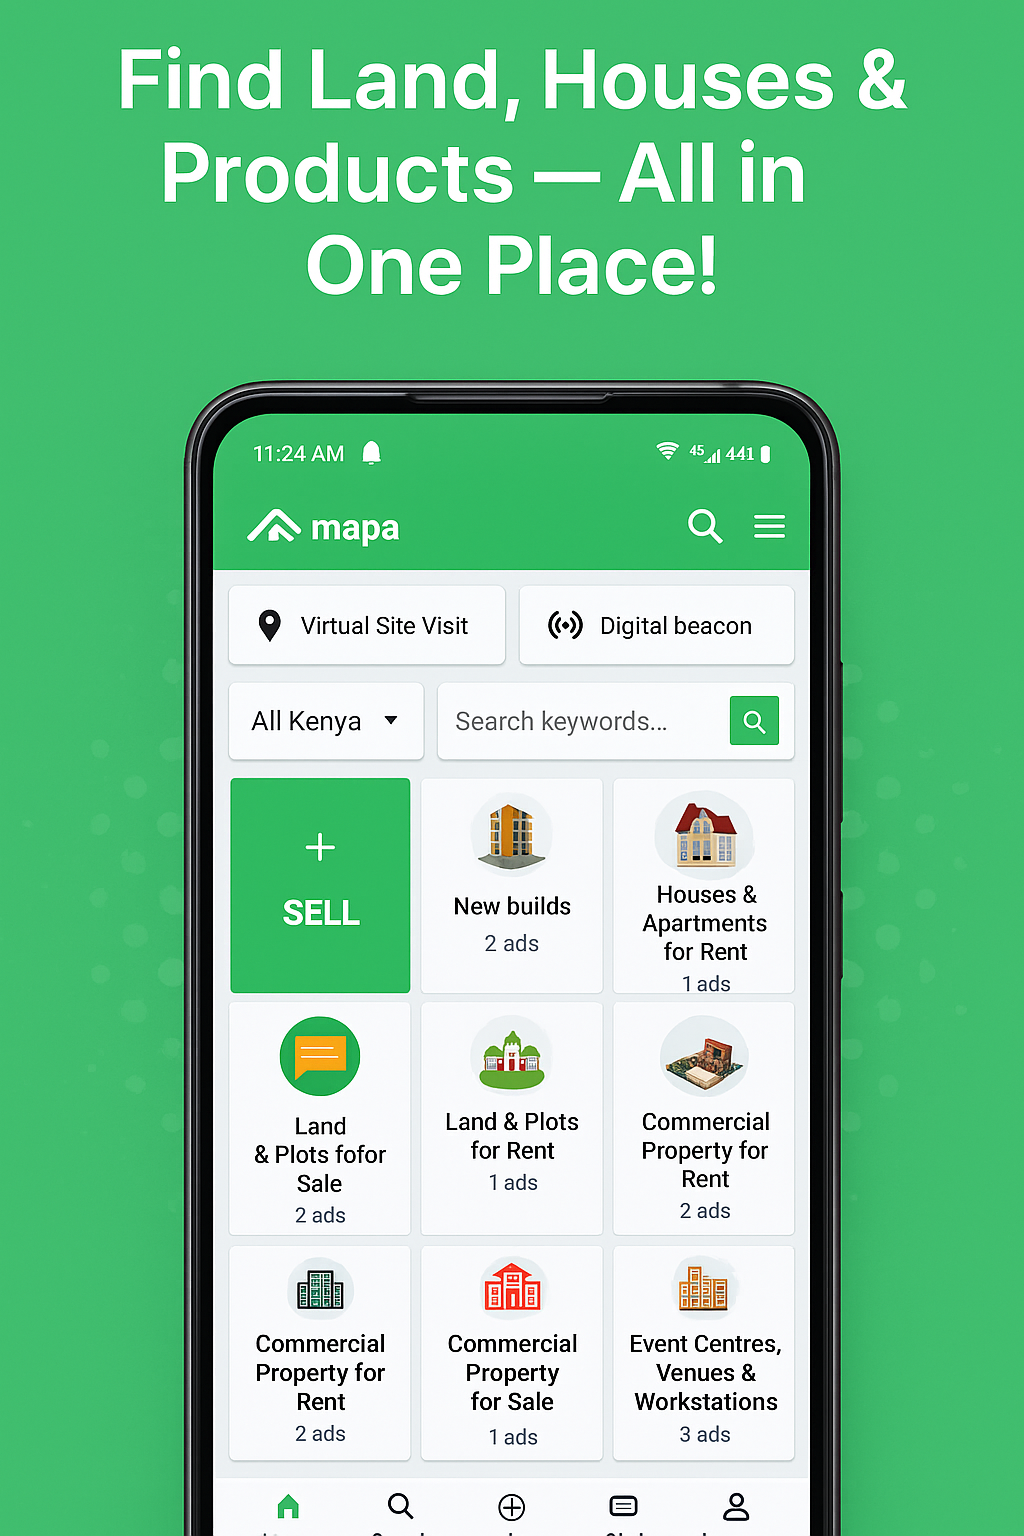 Find Land, Houses &
Products — All in
One Place!
11:24 AM
45 441
mapa
Virtual Site Visit
Digital beacon
All Kenya
Search keywords...
+
SELL
New builds
2 ads
Houses &
Apartments
for Rent
1 ads
Land
& Plots fofor
Sale
2 ads
Land & Plots
for Rent
1 ads
Commercial
Property for
Rent
2 ads
Commercial
Property for
Rent
2 ads
Commercial
Property
for Sale
1 ads
Event Centres,
Venues &
Workstations
3 ads